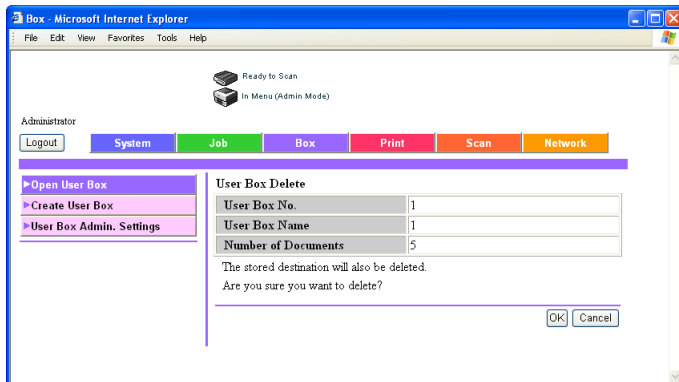 Box - Microsoft Internet Explorer
File Edit View Favorites Tools Help
Ready to Scan
In Menu (Admin Mode)
Administrator
Logout System Job Box Print Scan Network
Open User Box
Create User Box
User Box Admin. Settings
User Box Delete
User Box No. 1
User Box Name 1
Number of Documents 5
The stored destination will also be deleted.
Are you sure you want to delete?
OK Cancel